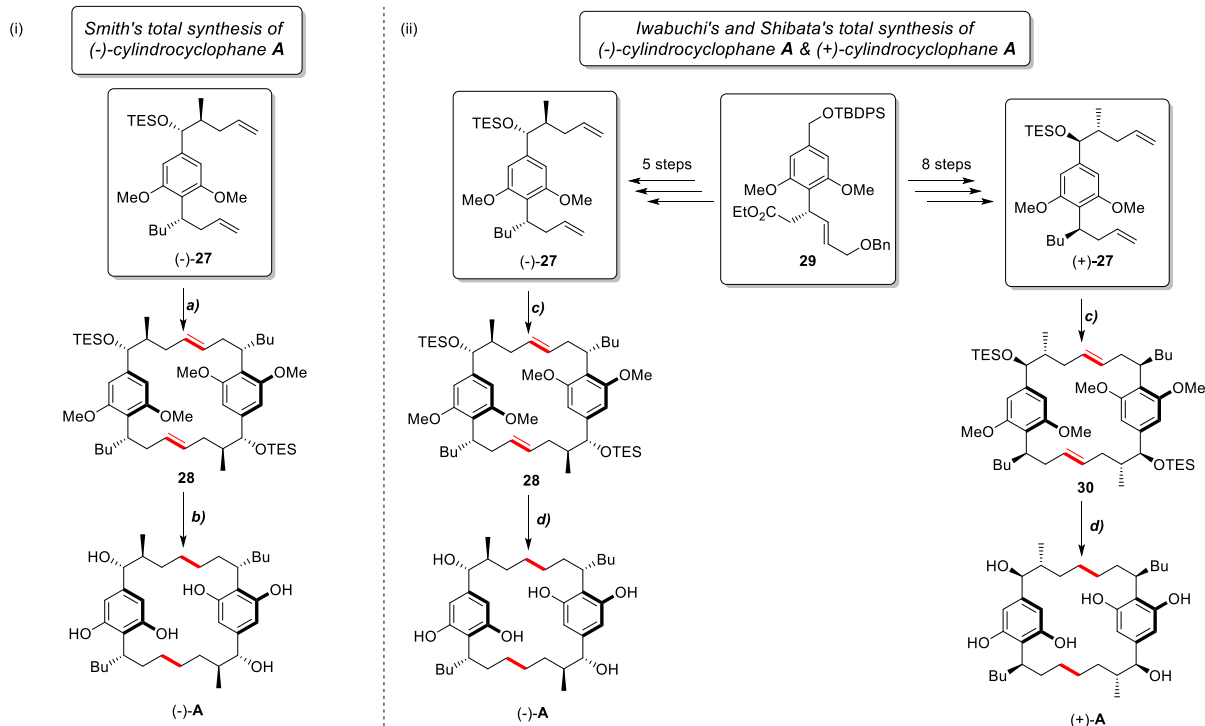 (i)
Smith's total synthesis of
(-)-cylindrocyclophane A
TESO
MeO
OMe
Bu
(-)-27
a)
OTES
Bu
MeO
OMe
MeO
OMe
Bu
OTES
28
b)
HO
Bu
HO
OH
HO
OH
Bu
OH
(-)-A
(ii)
Iwabuchi's and Shibata's total synthesis of
(-)-cylindrocyclophane A & (+)-cylindrocyclophane A
TESO
MeO
OMe
Bu
(-)-27
5 steps
OTBDPS
MeO
OMe
EtO
O
OBn
29
8 steps
TESO
MeO
OMe
Bu
(+)-27
c)
TESO
Bu
MeO
OMe
MeO
OMe
Bu
OTES
28
d)
HO
Bu
HO
OH
HO
OH
Bu
OH
(-)-A
c)
TESO
Bu
MeO
OMe
MeO
OMe
Bu
OTES
30
d)
HO
Bu
HO
OH
HO
OH
Bu
OH
(+)-A